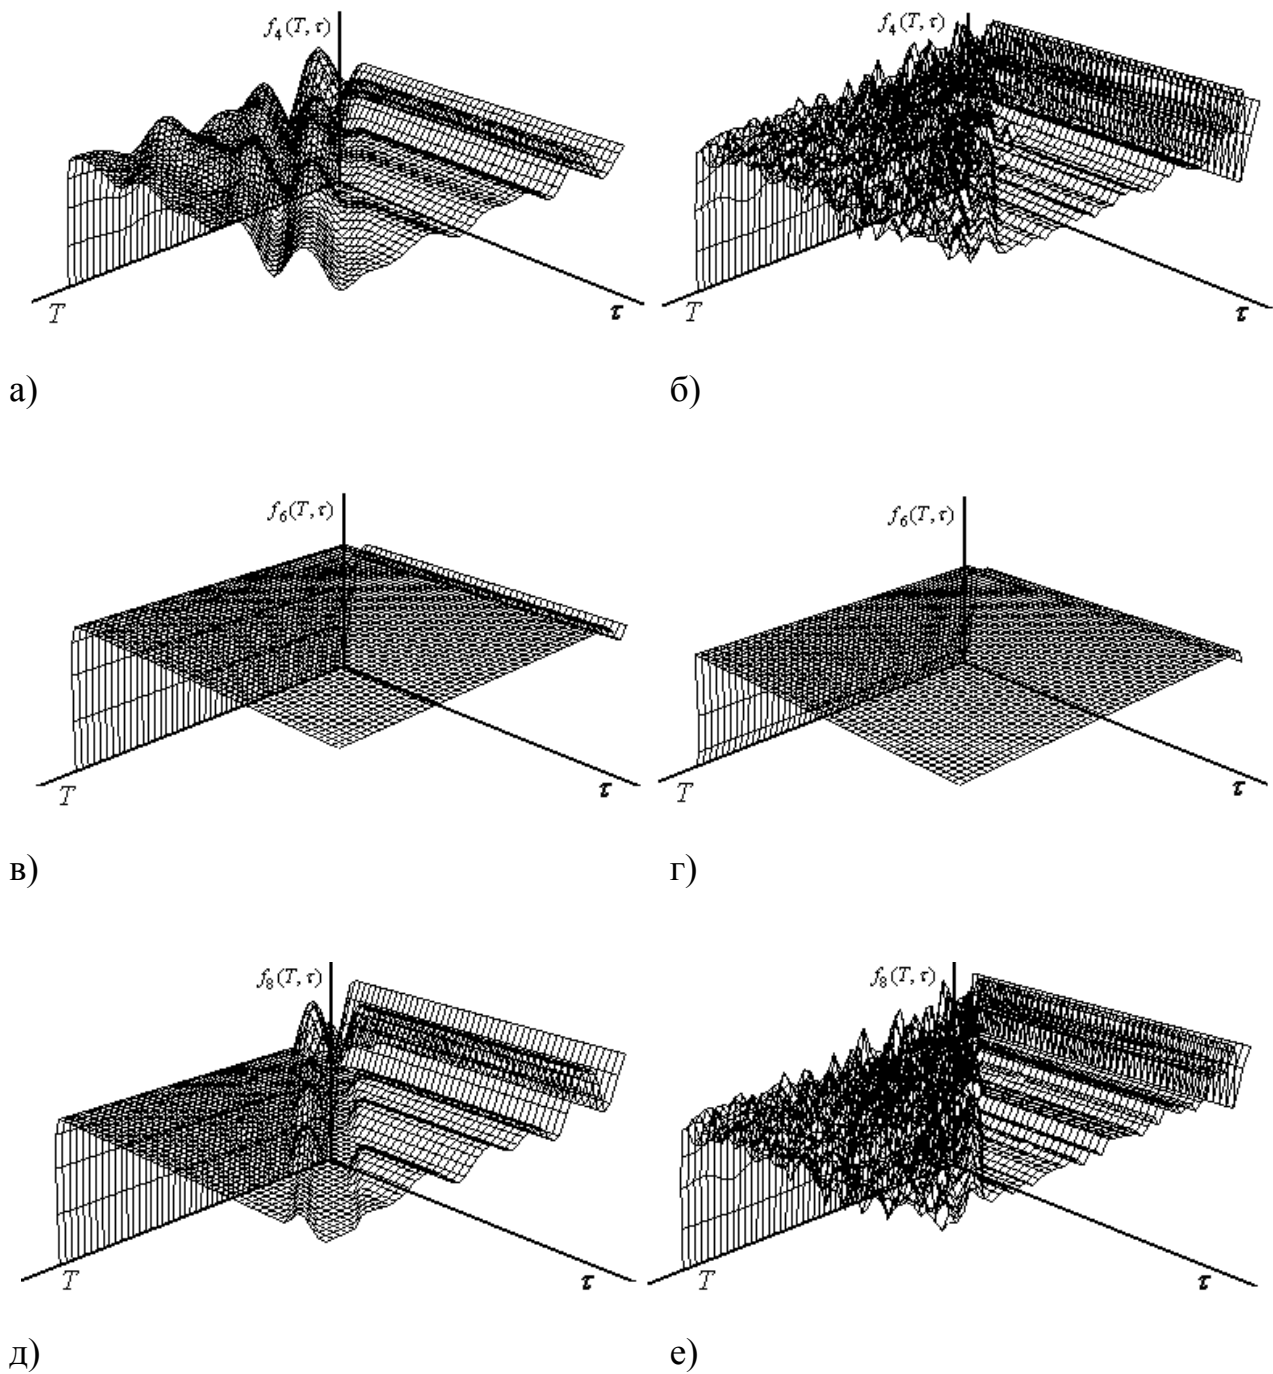 f₄(T, τ)
f₄(T, τ)
T
τ
T
τ
а)
б)
f₆(T, τ)
f₆(T, τ)
T
τ
T
τ
в)
г)
f₈(T, τ)
f₈(T, τ)
T
τ
T
τ
д)
е)